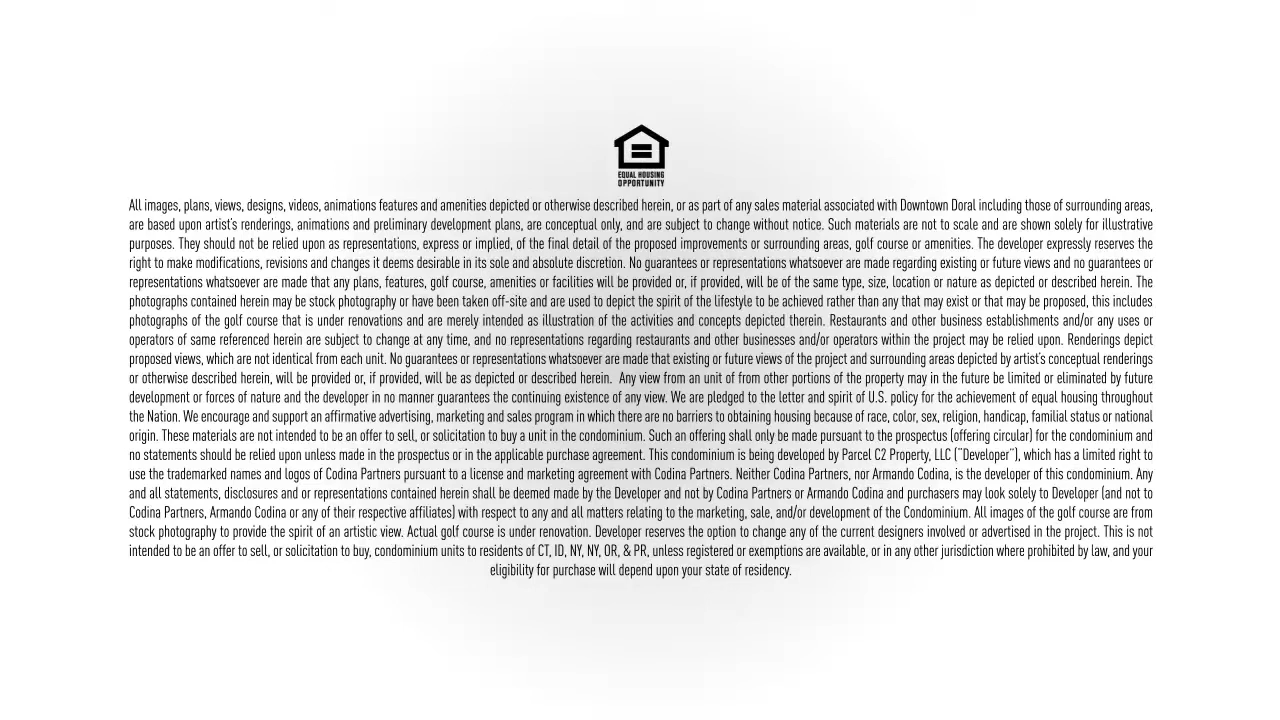 EQUAL HOUSING
OPPORTUNITY
All images, plans, views, designs, videos, animations features and amenities depicted or otherwise described herein, or as part of any sales material associated with Downtown Doral including those of surrounding areas,
are based upon artist's renderings, animations and preliminary development plans, are conceptual only, and are subject to change without notice. Such materials are not to scale and are shown solely for illustrative
purposes. They should not be relied upon as representations, express or implied, of the final detail of the proposed improvements or surrounding areas, golf course or amenities. The developer expressly reserves the
right to make modifications, revisions and changes it deems desirable in its sole and absolute discretion. No guarantees or representations whatsoever are made regarding existing or future views and no guarantees or
representations whatsoever are made that any plans, features, golf course, amenities or facilities will be provided or, if provided, will be of the same type, size, location or nature as depicted or described herein. The
photographs contained herein may be stock photography or have been taken off-site and are used to depict the spirit of the lifestyle to be achieved rather than any that may exist or that may be proposed, this includes
photographs of the golf course that is under renovations and are merely intended as illustration of the activities and concepts depicted therein. Restaurants and other business establishments and/or any uses or
operators of same referenced herein are subject to change at any time, and no representations regarding restaurants and other businesses and/or operators within the project may be relied upon. Renderings depict
proposed views, which are not identical from each unit. No guarantees or representations whatsoever are made that existing or future views of the project and surrounding areas depicted by artist's conceptual renderings
or otherwise described herein, will be provided or, if provided, will be as depicted or described herein. Any view from an unit of from other portions of the property may in the future be limited or eliminated by future
development or forces of nature and the developer in no manner guarantees the continuing existence of any view. We are pledged to the letter and spirit of U.S. policy for the achievement of equal housing throughout
the Nation. We encourage and support an affirmative advertising, marketing and sales program in which there are no barriers to obtaining housing because of race, color, sex, religion, handicap, familial status or national
origin. These materials are not intended to be an offer to sell, or solicitation to buy a unit in the condominium. Such an offering shall only be made pursuant to the prospectus (offering circular) for the condominium and
no statements should be relied upon unless made in the prospectus or in the applicable purchase agreement. This condominium is being developed by Parcel C2 Property, LLC ("Developer"), which has a limited right to
use the trademarked names and logos of Codina Partners pursuant to a license and marketing agreement with Codina Partners. Neither Codina Partners, nor Armando Codina, is the developer of this condominium. Any
and all statements, disclosures and or representations contained herein shall be deemed made by the Developer and not by Codina Partners or Armando Codina and purchasers may look solely to Developer (and not to
Codina Partners, Armando Codina or any of their respective affiliates) with respect to any and all matters relating to the marketing, sale, and/or development of the Condominium. All images of the golf course are from
stock photography to provide the spirit of an artistic view. Actual golf course is under renovation. Developer reserves the option to change any of the current designers involved or advertised in the project. This is not
intended to be an offer to sell, or solicitation to buy, condominium units to residents of CT, ID, NY, NY, OR, & PR, unless registered or exemptions are available, or in any other jurisdiction where prohibited by law, and your
eligibility for purchase will depend upon your state of residency.